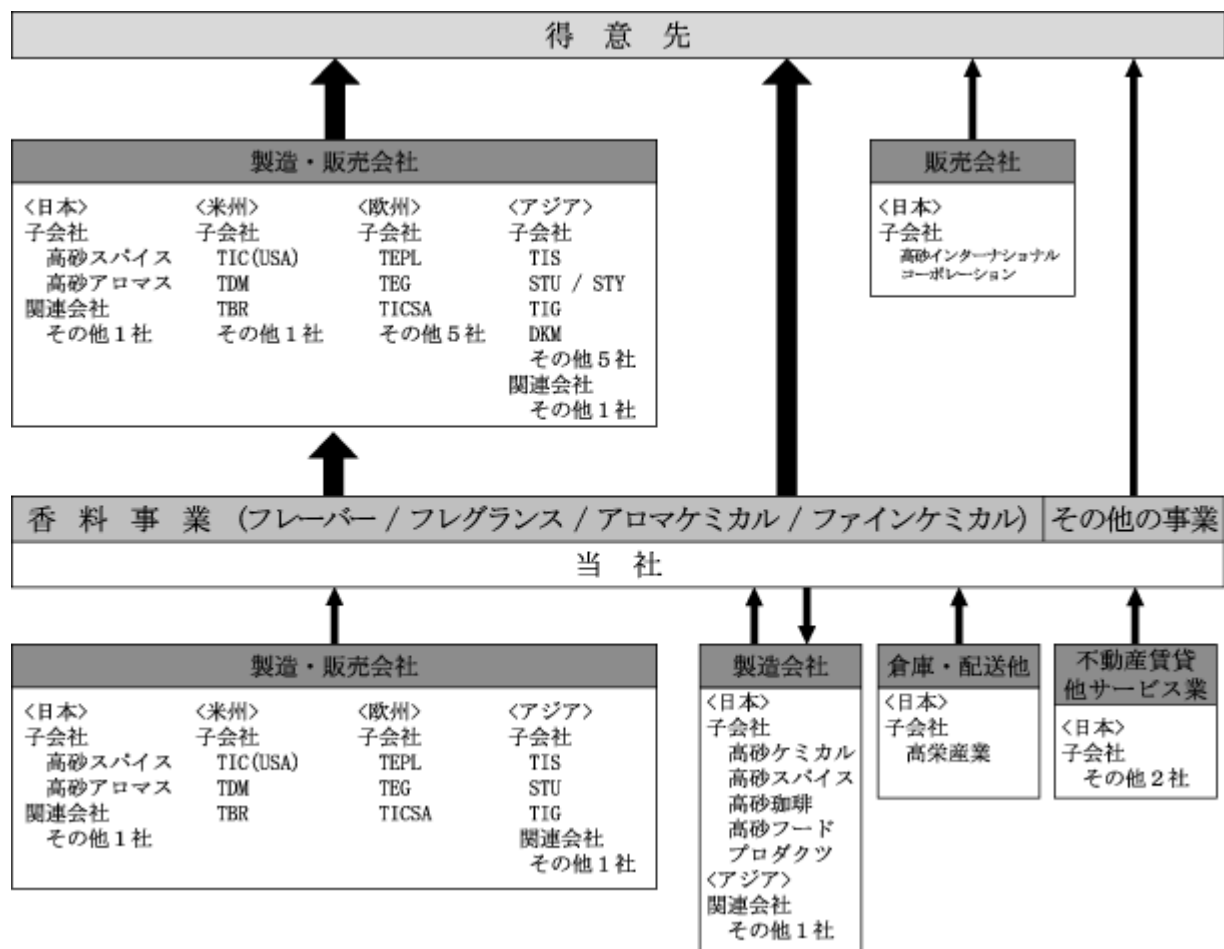 得 意 先
製造・販売会社
〈日本〉
子会社
高砂スパイス
高砂アロマス
関連会社
その他1社
〈米州〉
子会社
TIC(USA)
TDM
TBR
その他1社
〈欧州〉
子会社
TEPL
TEG
TICSA
その他5社
〈アジア〉
子会社
TIS
STU / STY
TIG
DKM
その他5社
関連会社
その他1社
販売会社
〈日本〉
子会社
高砂インターナショナル
コーポレーション
香 料 事 業 (フレーバー / フレグランス / アロマケミカル / ファインケミカル)
その他の事業
当 社
製造・販売会社
〈日本〉
子会社
高砂スパイス
高砂アロマス
関連会社
その他1社
〈米州〉
子会社
TIC(USA)
TDM
TBR
〈欧州〉
子会社
TEPL
TEG
TICSA
〈アジア〉
子会社
TIS
STU
TIG
関連会社
その他1社
製造会社
〈日本〉
子会社
高砂ケミカル
高砂スパイス
高砂珈琲
高砂フード
プロダクツ
〈アジア〉
関連会社
その他1社
倉庫・配送他
〈日本〉
子会社
高栄産業
不動産賃貸
他サービス業
〈日本〉
子会社
その他2社